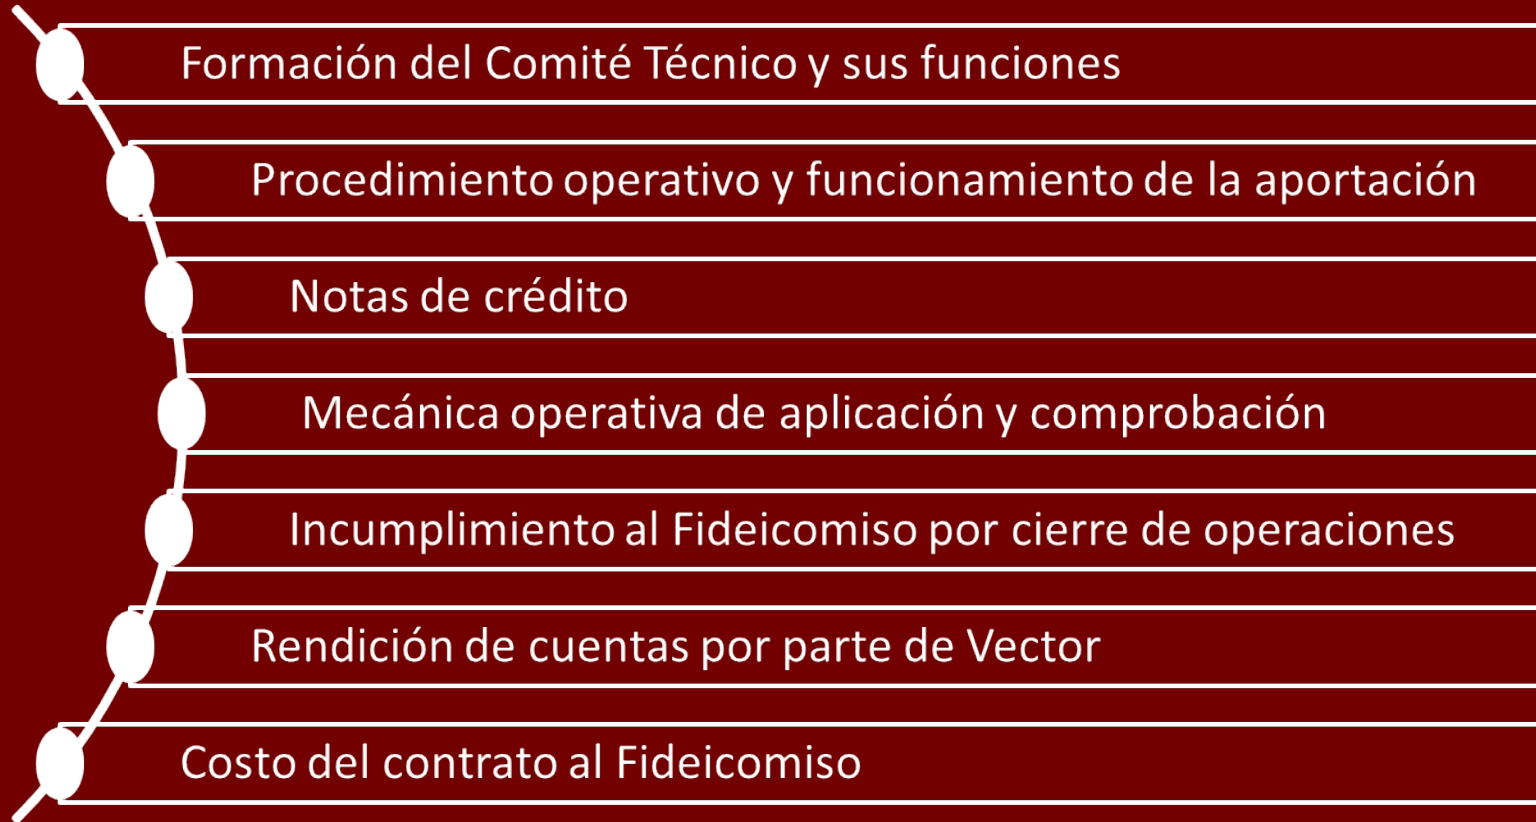 Formación del Comité Técnico y sus funciones
Procedimiento operativo y funcionamiento de la aportación
Notas de crédito
Mecánica operativa de aplicación y comprobación
Incumplimiento al Fideicomiso por cierre de operaciones
Rendición de cuentas por parte de Vector
Costo del contrato al Fideicomiso